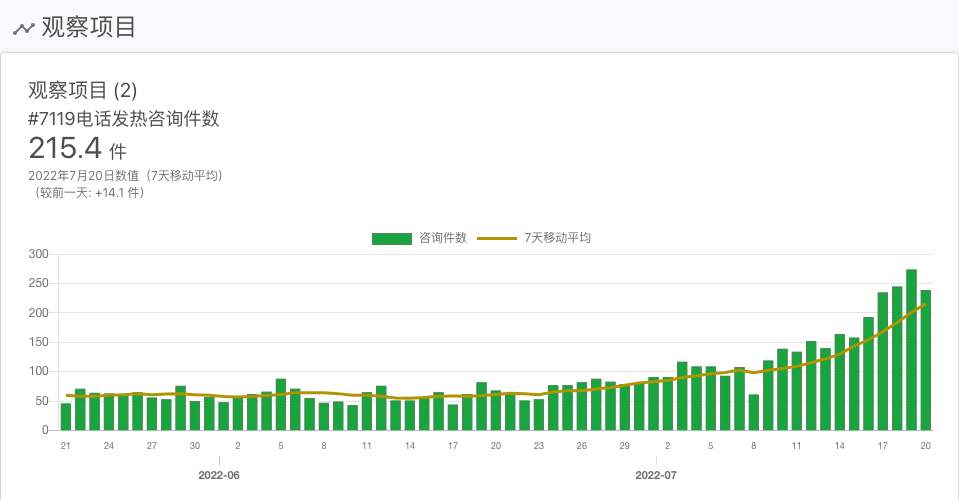 观察项目
观察项目 (2)
#7119电话发热咨询件数
215.4 件
2022年7月20日数值（7天移动平均）
（较前一天: +14.1 件）
咨询件数 7天移动平均
300
250
200
150
100
50
0
21 24 27 30 2 5 8 11 14 17 20 23 26 29 2 5 8 11 14 17 20
2022-06 2022-07